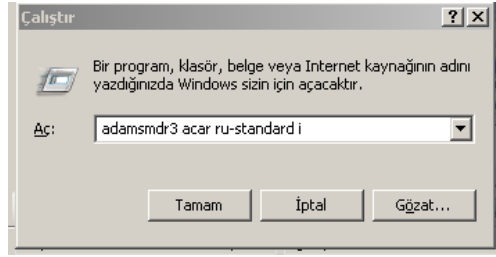 Çalıştır
Bir program, klasör, belge veya Internet kaynağının adını
yazdığınızda Windows sizin için açacaktır.
Aç:
adamsmdr3 acar ru-standard i
Tamam
İptal
Gözat...